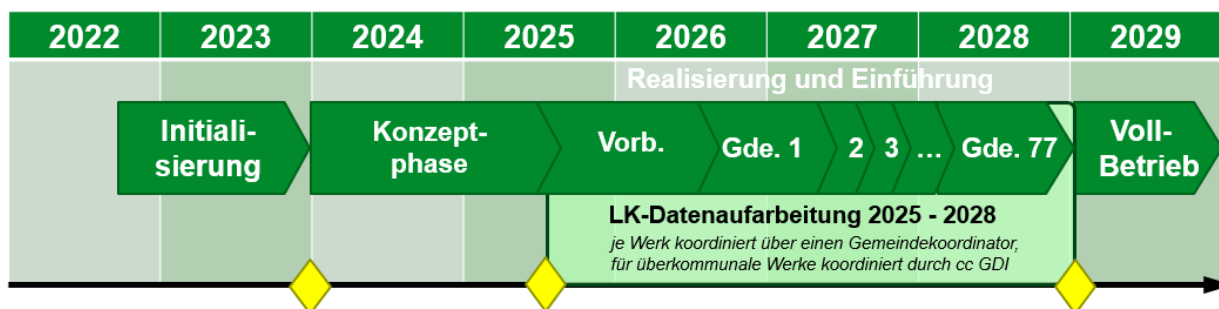 2022 2023 2024 2025 2026 2027 2028 2029
Realisierung und Einführung
Initiali-
sierung
Konzept-
phase
Vorb.
Gde. 1
2
3
...
Gde. 77
Voll-
Betrieb
LK-Datenaufarbeitung 2025 - 2028
je Werk koordiniert über einen Gemeindekoordinator,
für überkommunale Werke koordiniert durch cc GDI